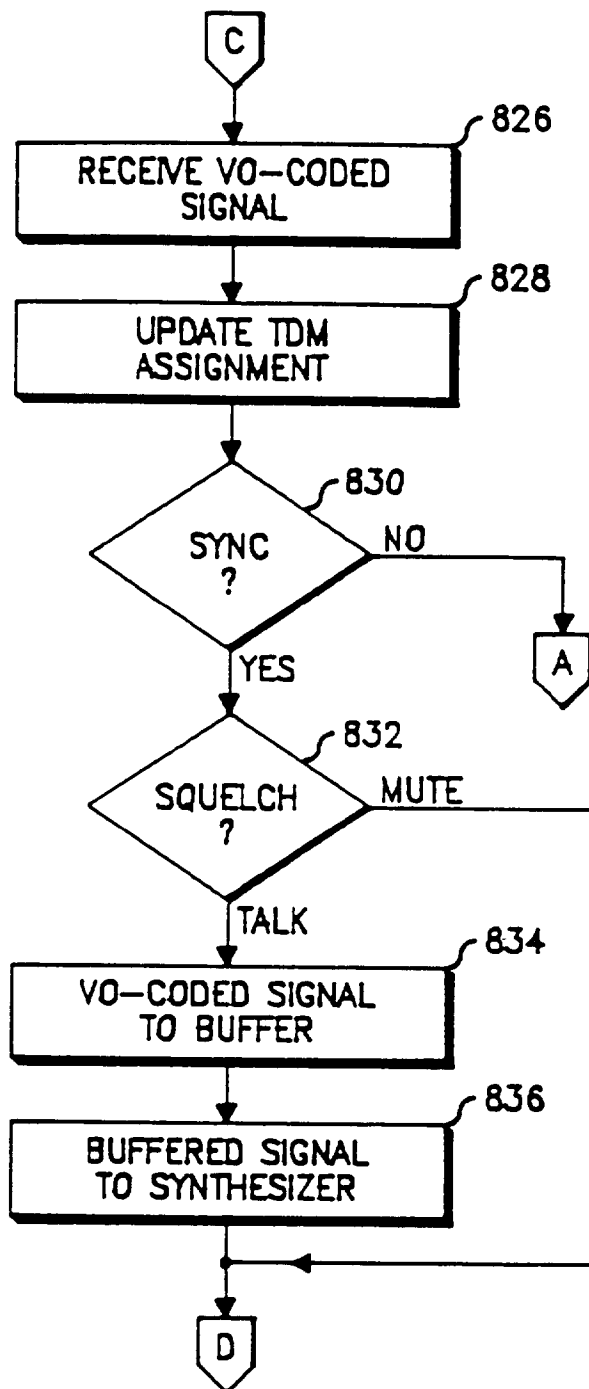 C
826
RECEIVE VO-CODED
SIGNAL
828
UPDATE TDM
ASSIGNMENT
830
SYNC
?
NO
A
YES
832
SQUELCH
?
MUTE
TALK
834
VO-CODED SIGNAL
TO BUFFER
836
BUFFERED SIGNAL
TO SYNTHESIZER
D